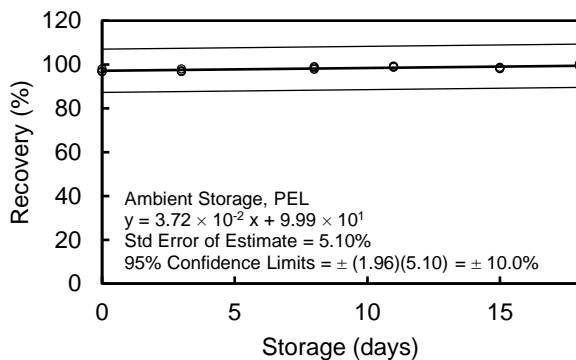 120
100
80
60
40
20
0
Recovery (%)
Ambient Storage, PEL
y = 3.72 × 10⁻² x + 9.99 × 10¹
Std Error of Estimate = 5.10%
95% Confidence Limits = ± (1.96)(5.10) = ± 10.0%
0 5 10 15
Storage (days)